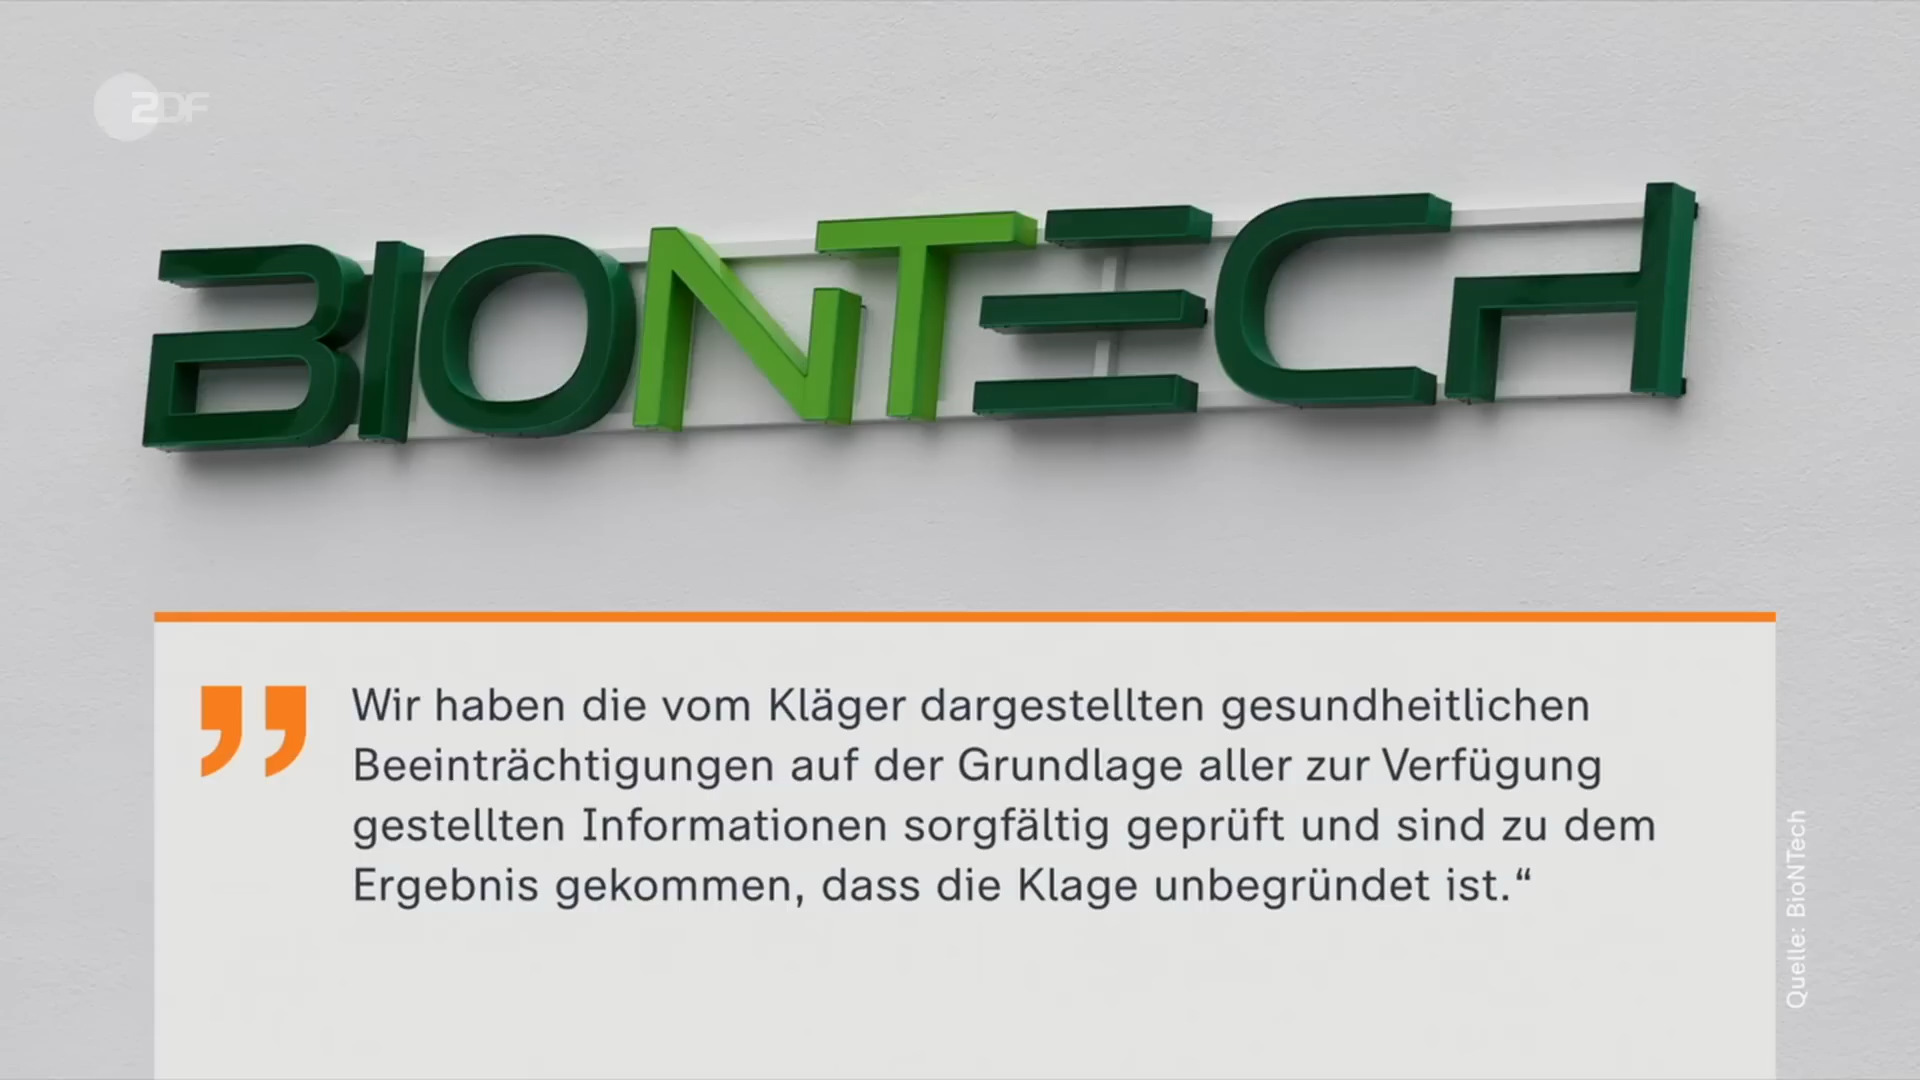 ZDF
BIONTECH
Wir haben die vom Kläger dargestellten gesundheitlichen
Beeinträchtigungen auf der Grundlage aller zur Verfügung
gestellten Informationen sorgfältig geprüft und sind zu dem
Ergebnis gekommen, dass die Klage unbegründet ist.“
Quelle: BioNTech